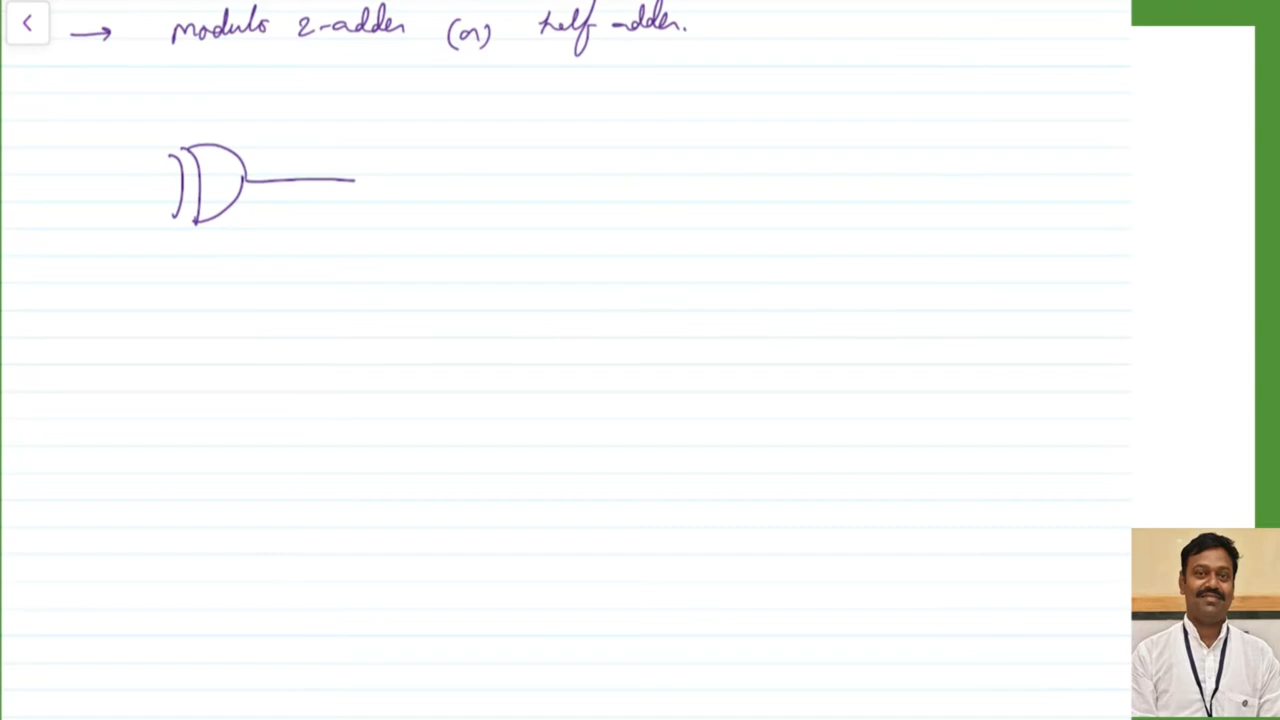 → modulo 2-adder (or) half-adder.